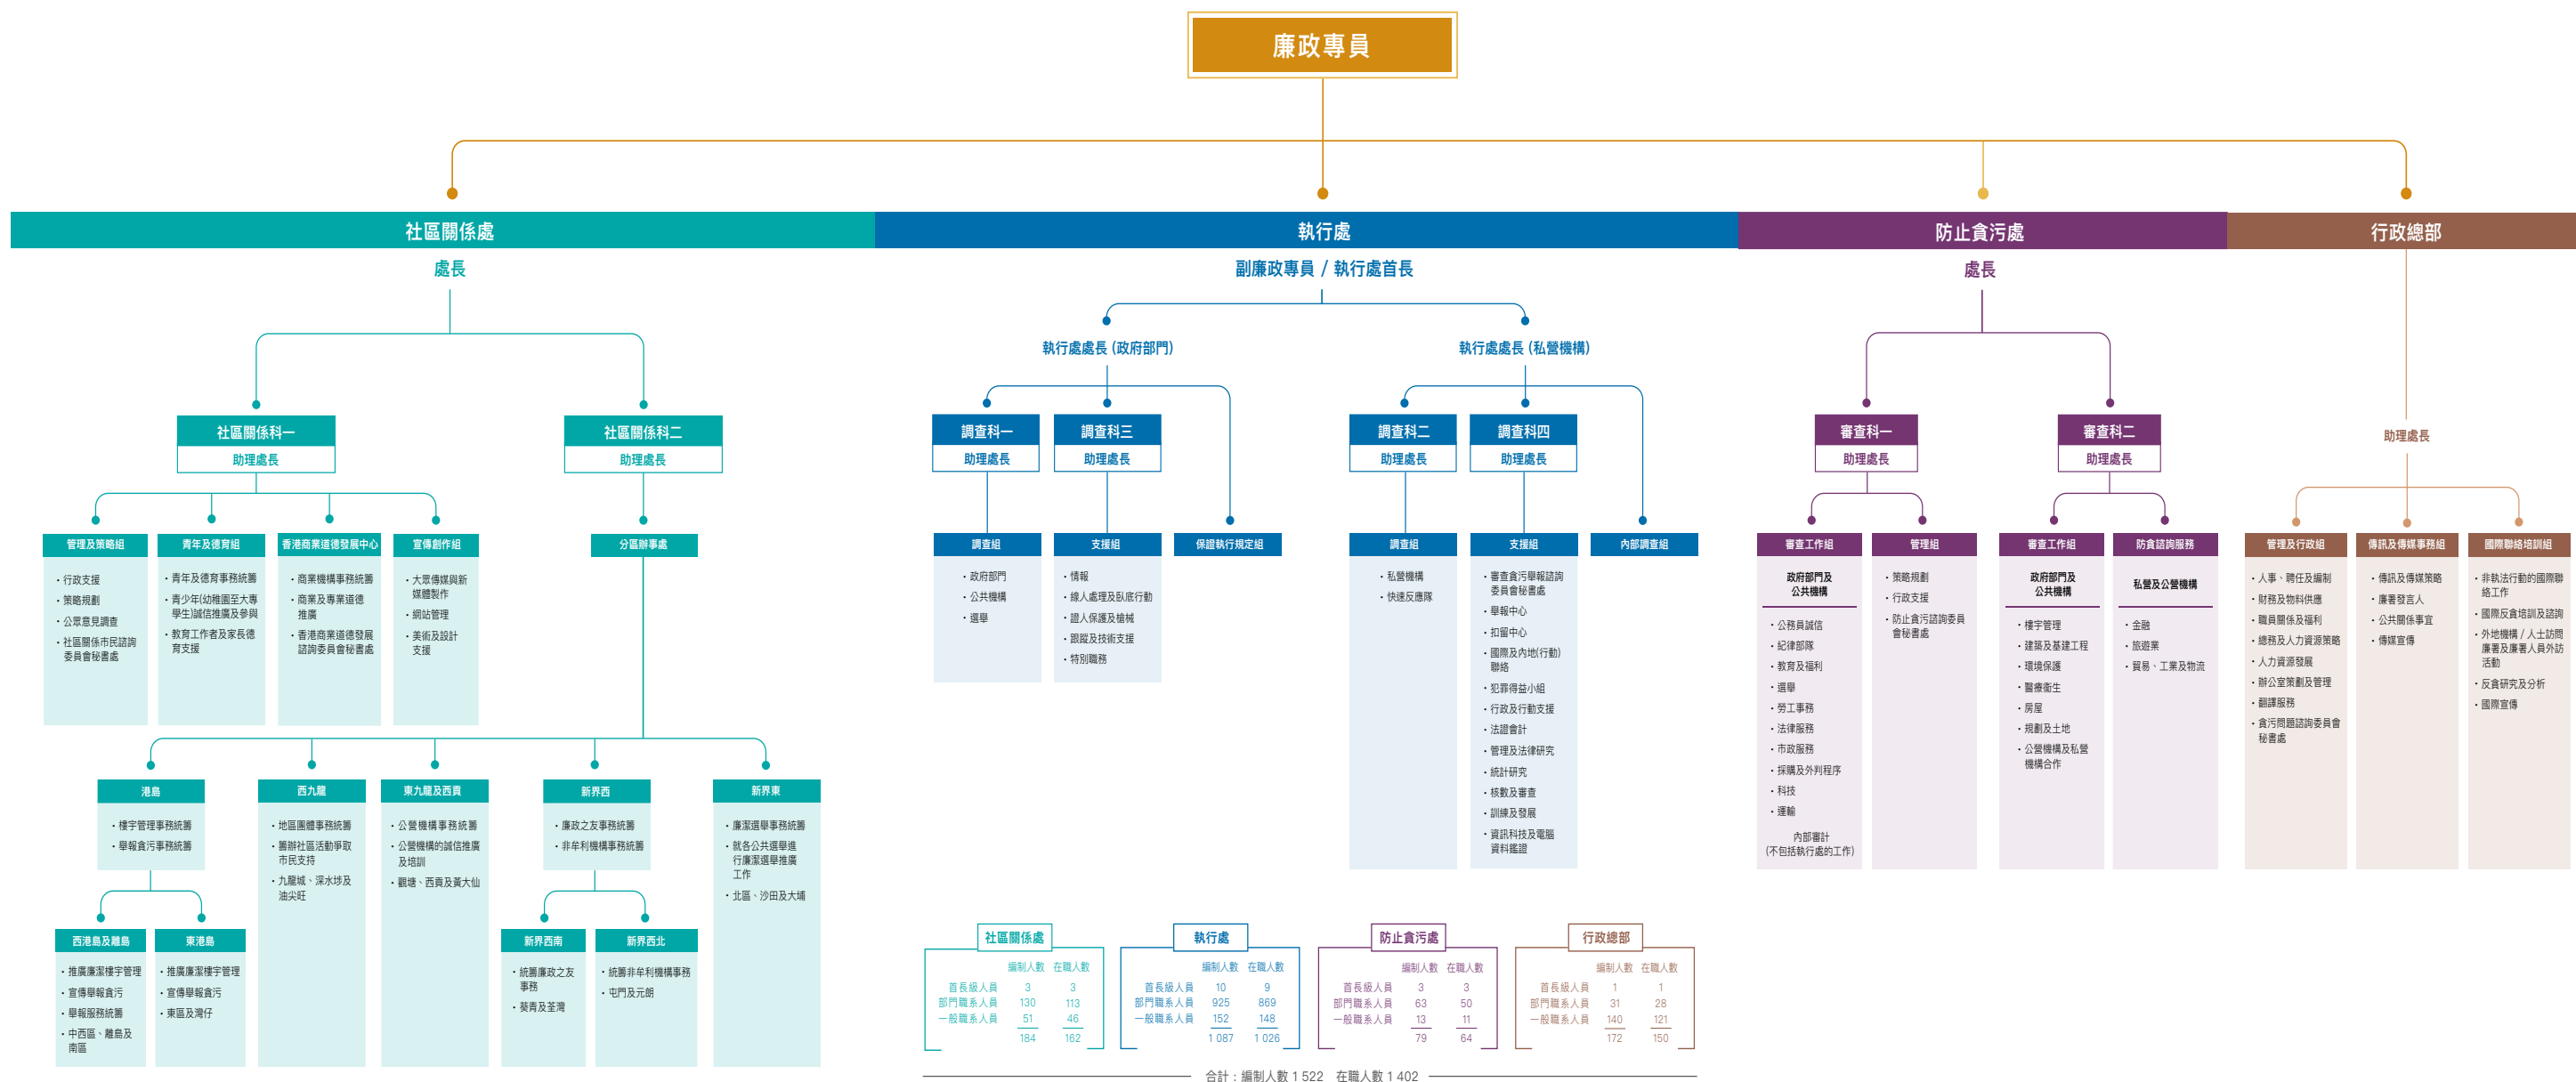 廉政專員
社區關係處
處長
社區關係科一
助理處長
管理及策略組
・行政支援
・策略規劃
・公眾意見調查
・社區關係市民諮詢
委員會秘書處
青年及德育組
・青年及德育事務統籌
・青少年(幼稚園至大專
學生)誠信推廣及參與
・教育工作者及家長德
育支援
香港商業道德發展中心
・商業機構事務統籌
・商業及專業道德
推廣
・香港商業道德發展
諮詢委員會秘書處
宣傳創作組
・大眾傳媒與新
媒體製作
・網站管理
・美術及設計
支援
社區關係科二
助理處長
分區辦事處
港島
・樓宇管理事務統籌
・舉報貪污事務統籌
西港島及離島
・推廣廉潔樓宇管理
・宣傳舉報貪污
・舉報服務統籌
・中西區、離島及
南區
東港島
・推廣廉潔樓宇管理
・宣傳舉報貪污
・東區及灣仔
西九龍
・地區團體事務統籌
・籌辦社區活動爭取
市民支持
・九龍城、深水埗及
油尖旺
東九龍及西貢
・公營機構事務統籌
・公營機構的誠信推廣
及培訓
・觀塘、西貢及黃大仙
新界西
・廉政之友事務統籌
・非牟利機構事務統籌
新界西南
・統籌廉政之友
事務
・葵青及荃灣
新界西北
・統籌非牟利機構事務
・屯門及元朗
新界東
・廉潔選舉事務統籌
・就各公共選舉進
行廉潔選舉推廣
工作
・北區、沙田及大埔
執行處
副廉政專員 / 執行處首長
執行處處長 (政府部門)
調查科一
助理處長
調查組
・政府部門
・公共機構
・選舉
調查科三
助理處長
支援組
・情報
・線人處理及臥底行動
・證人保護及槍械
・跟蹤及技術支援
・特別職務
保證執行規定組
執行處處長 (私營機構)
調查科二
助理處長
調查組
・私營機構
・快速反應隊
調查科四
助理處長
支援組
・審查貪污舉報諮詢
委員會秘書處
・舉報中心
・扣留中心
・國際及內地(行動)
聯絡
・犯罪得益小組
・行政及行動支援
・法證會計
・管理及法律研究
・統計研究
・核數及審查
・訓練及發展
・資訊科技及電腦
資料鑑證
內部調查組
防止貪污處
處長
審查科一
助理處長
審查工作組
政府部門及
公共機構
・公務員誠信
・紀律部隊
・教育及福利
・選舉
・勞工事務
・法律服務
・市政服務
・採購及外判程序
・科技
・運輸
內部審計
(不包括執行處的工作)
管理組
・策略規劃
・行政支援
・防止貪污諮詢委員
會秘書處
審查科二
助理處長
審查工作組
政府部門及
公共機構
・樓宇管理
・建築及基建工程
・環境保護
・醫療衞生
・房屋
・規劃及土地
・公營機構及私營
機構合作
防貪諮詢服務
私營及公營機構
・金融
・旅遊業
・貿易、工業及物流
行政總部
助理處長
管理及行政組
・人事、聘任及編制
・財務及物料供應
・職員關係及福利
・總務及人力資源策略
・人力資源發展
・辦公室策劃及管理
・翻譯服務
・貪污問題諮詢委員會
秘書處
傳訊及傳媒事務組
・傳訊及傳媒策略
・廉署發言人
・公共關係事宜
・傳媒宣傳
國際聯絡培訓組
・非執法行動的國際聯
絡工作
・國際反貪培訓及諮詢
・外地機構 / 人士訪問
廉署及廉署人員外訪
活動
・反貪研究及分析
・國際宣傳
社區關係處
編制人數 在職人數
首長級人員 3 3
部門職系人員 130 113
一般職系人員 51 46
184 162
執行處
編制人數 在職人數
首長級人員 10 9
部門職系人員 925 869
一般職系人員 152 148
1 087 1 026
防止貪污處
編制人數 在職人數
首長級人員 3 3
部門職系人員 63 50
一般職系人員 13 11
79 64
行政總部
編制人數 在職人數
首長級人員 1 1
部門職系人員 31 28
一般職系人員 140 121
172 150
合計：編制人數 1 522 在職人數 1 402